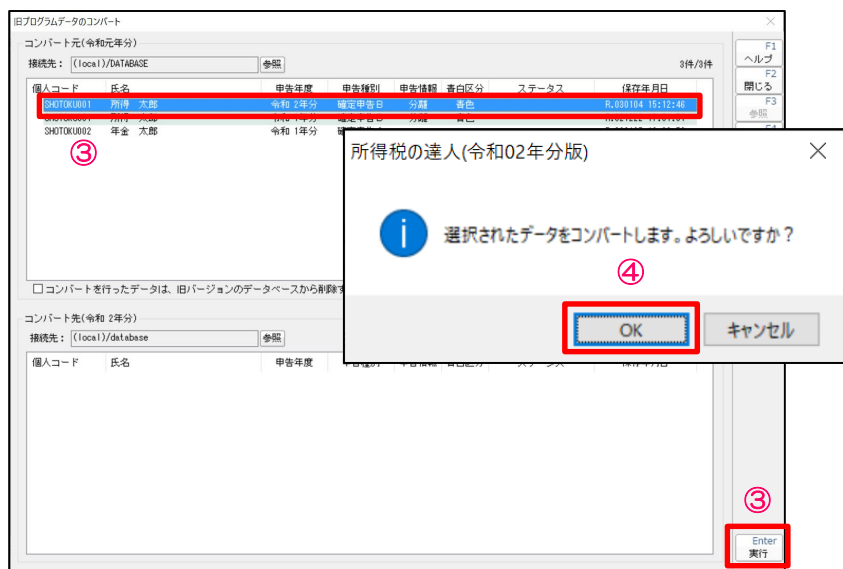 旧プログラムデータのコンバート
コンバート元(令和元年分)
接続先： (local)/DATABASE 参照 3件/3件
個人コード 氏名 申告年度 申告種別 申告情報 青白区分 ステータス 保存年月日
SHOTOKU001 所得 太郎 令和 2年分 確定申告B 分離 青色 R.030104 15:12:46
SHOTOKU002 年金 太郎 令和 1年分
③
コンバートを行ったデータは、旧バージョンのデータベースから削除
F1
ヘルプ
F2
閉じる
F3
参照
所得税の達人(令和02年分版)
選択されたデータをコンバートします。よろしいですか？
④
OK キャンセル
コンバート先(令和 2年分)
接続先： (local)/database 参照
個人コード 氏名 申告年度
③
Enter
実行